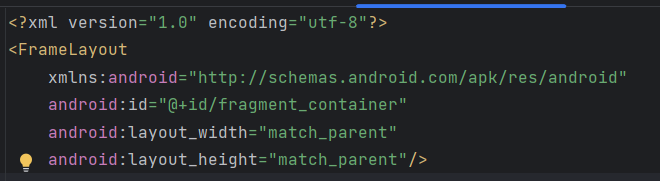 <?xml version="1.0" encoding="utf-8"?>
<FrameLayout
    xmlns:android="http://schemas.android.com/apk/res/android"
    android:id="@+id/fragment_container"
    android:layout_width="match_parent"
    android:layout_height="match_parent"/>